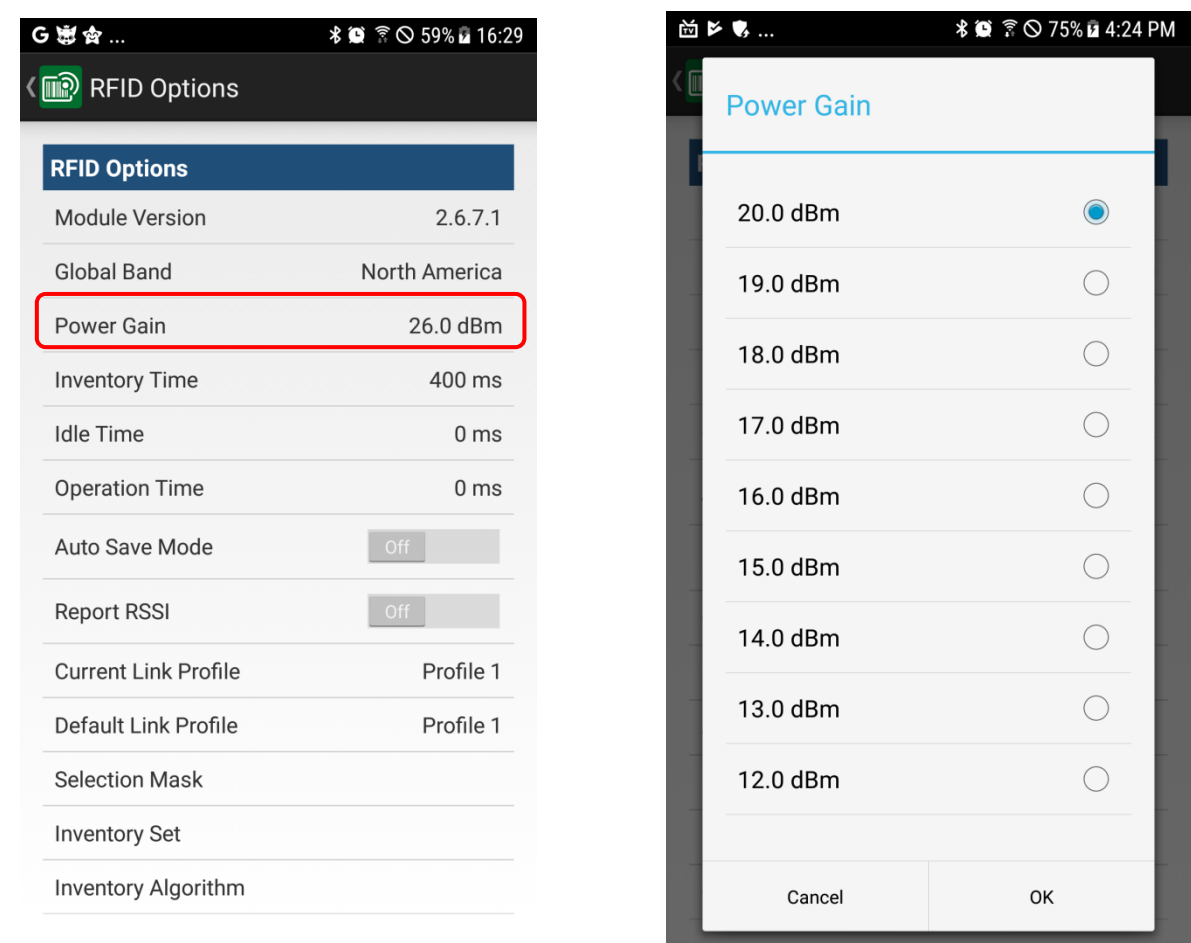 G ... 59% 16:29
RFID Options
RFID Options
Module Version 2.6.7.1
Global Band North America
Power Gain 26.0 dBm
Inventory Time 400 ms
Idle Time 0 ms
Operation Time 0 ms
Auto Save Mode Off
Report RSSI Off
Current Link Profile Profile 1
Default Link Profile Profile 1
Selection Mask
Inventory Set
Inventory Algorithm
TV ... 75% 4:24 PM
Power Gain
20.0 dBm
19.0 dBm
18.0 dBm
17.0 dBm
16.0 dBm
15.0 dBm
14.0 dBm
13.0 dBm
12.0 dBm
Cancel OK